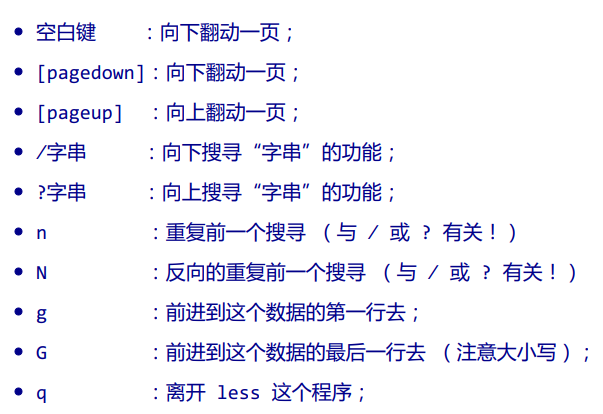 • 空白键 ：向下翻动一页；
• [pagedown]：向下翻动一页；
• [pageup] ：向上翻动一页；
• /字串 ：向下搜寻“字串”的功能；
• ?字串 ：向上搜寻“字串”的功能；
• n ：重复前一个搜寻 （与 / 或 ? 有关！）
• N ：反向的重复前一个搜寻 （与 / 或 ? 有关！）
• g ：前进到这个数据的第一行去；
• G ：前进到这个数据的最后一行去 （注意大小写）；
• q ：离开 less 这个程序；